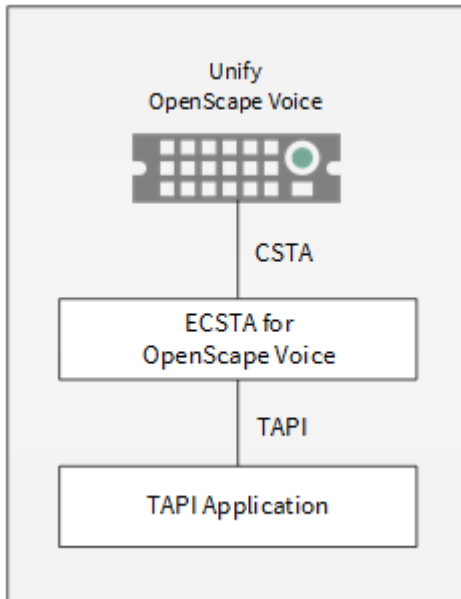 Unify
OpenScape Voice
CSTA
ECSTA for
OpenScape Voice
TAPI
TAPI Application